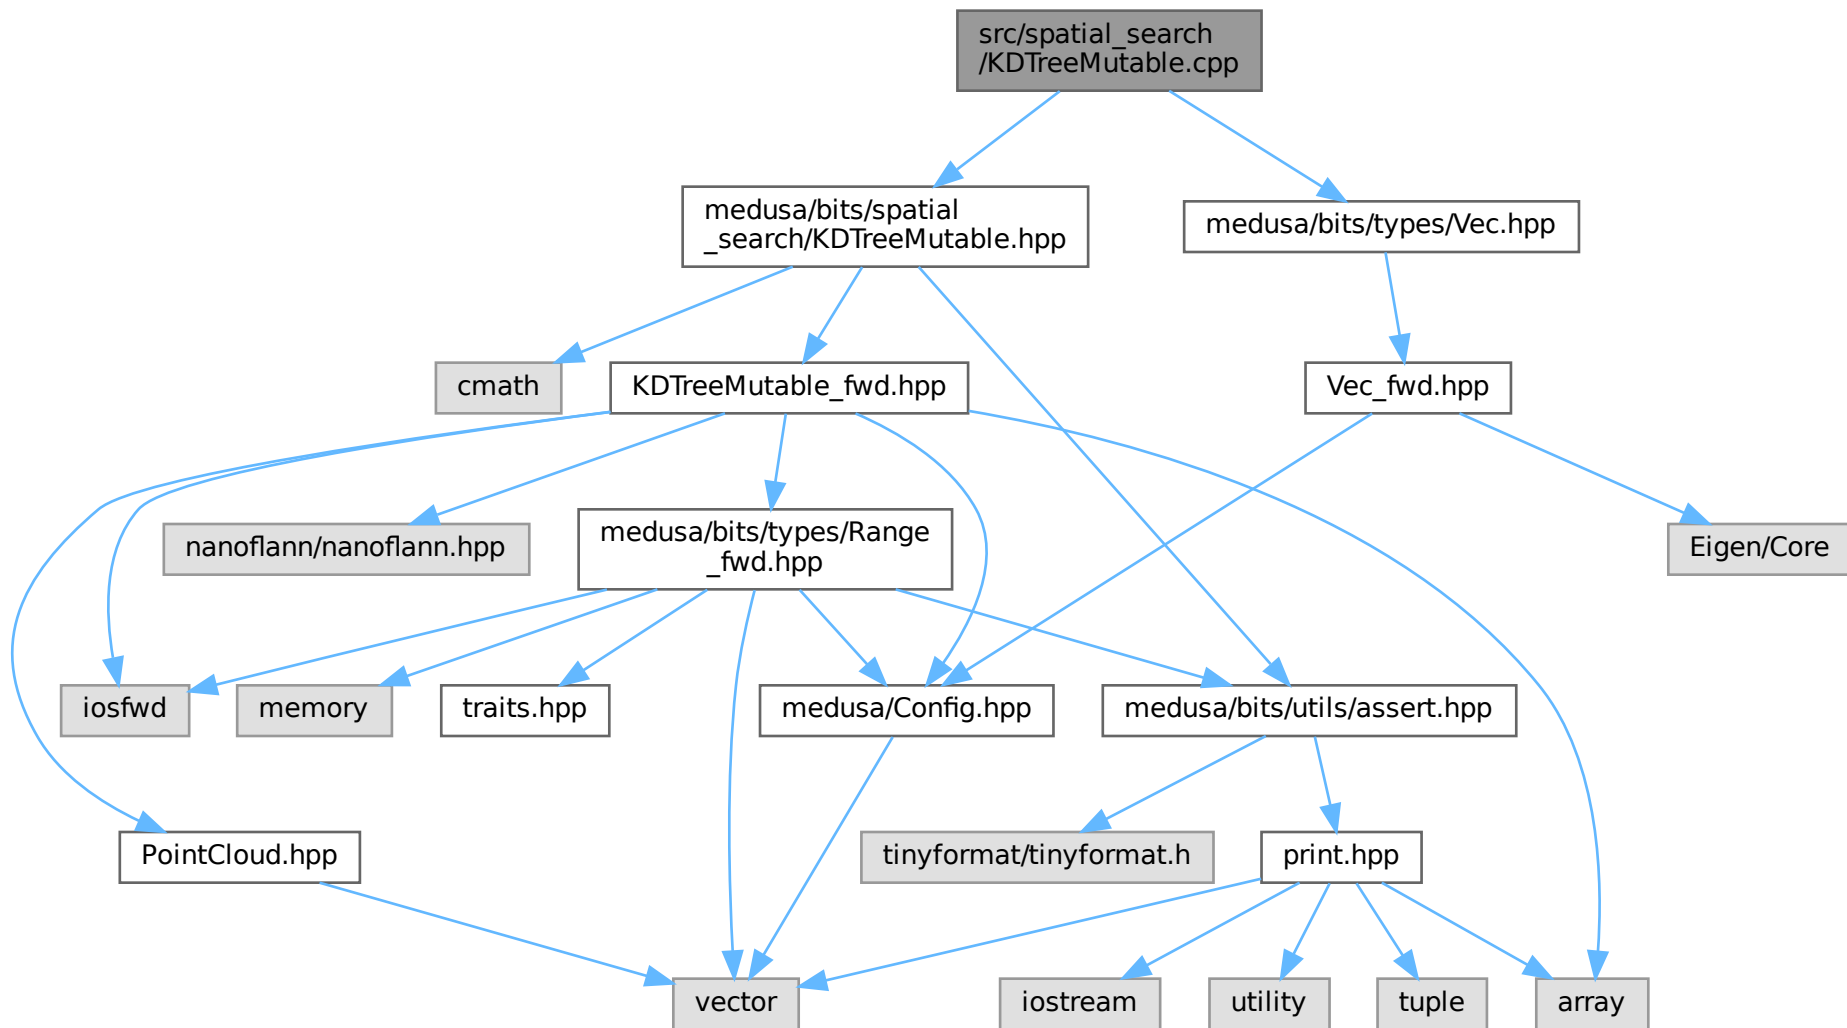 src/spatial_search
/KDTreeMutable.cpp
medusa/bits/spatial
_search/KDTreeMutable.hpp
medusa/bits/types/Vec.hpp
cmath
KDTreeMutable_fwd.hpp
Vec_fwd.hpp
nanoflann/nanoflann.hpp
medusa/bits/types/Range
_fwd.hpp
Eigen/Core
iosfwd
memory
traits.hpp
medusa/Config.hpp
medusa/bits/utils/assert.hpp
PointCloud.hpp
tinyformat/tinyformat.h
print.hpp
vector
iostream
utility
tuple
array